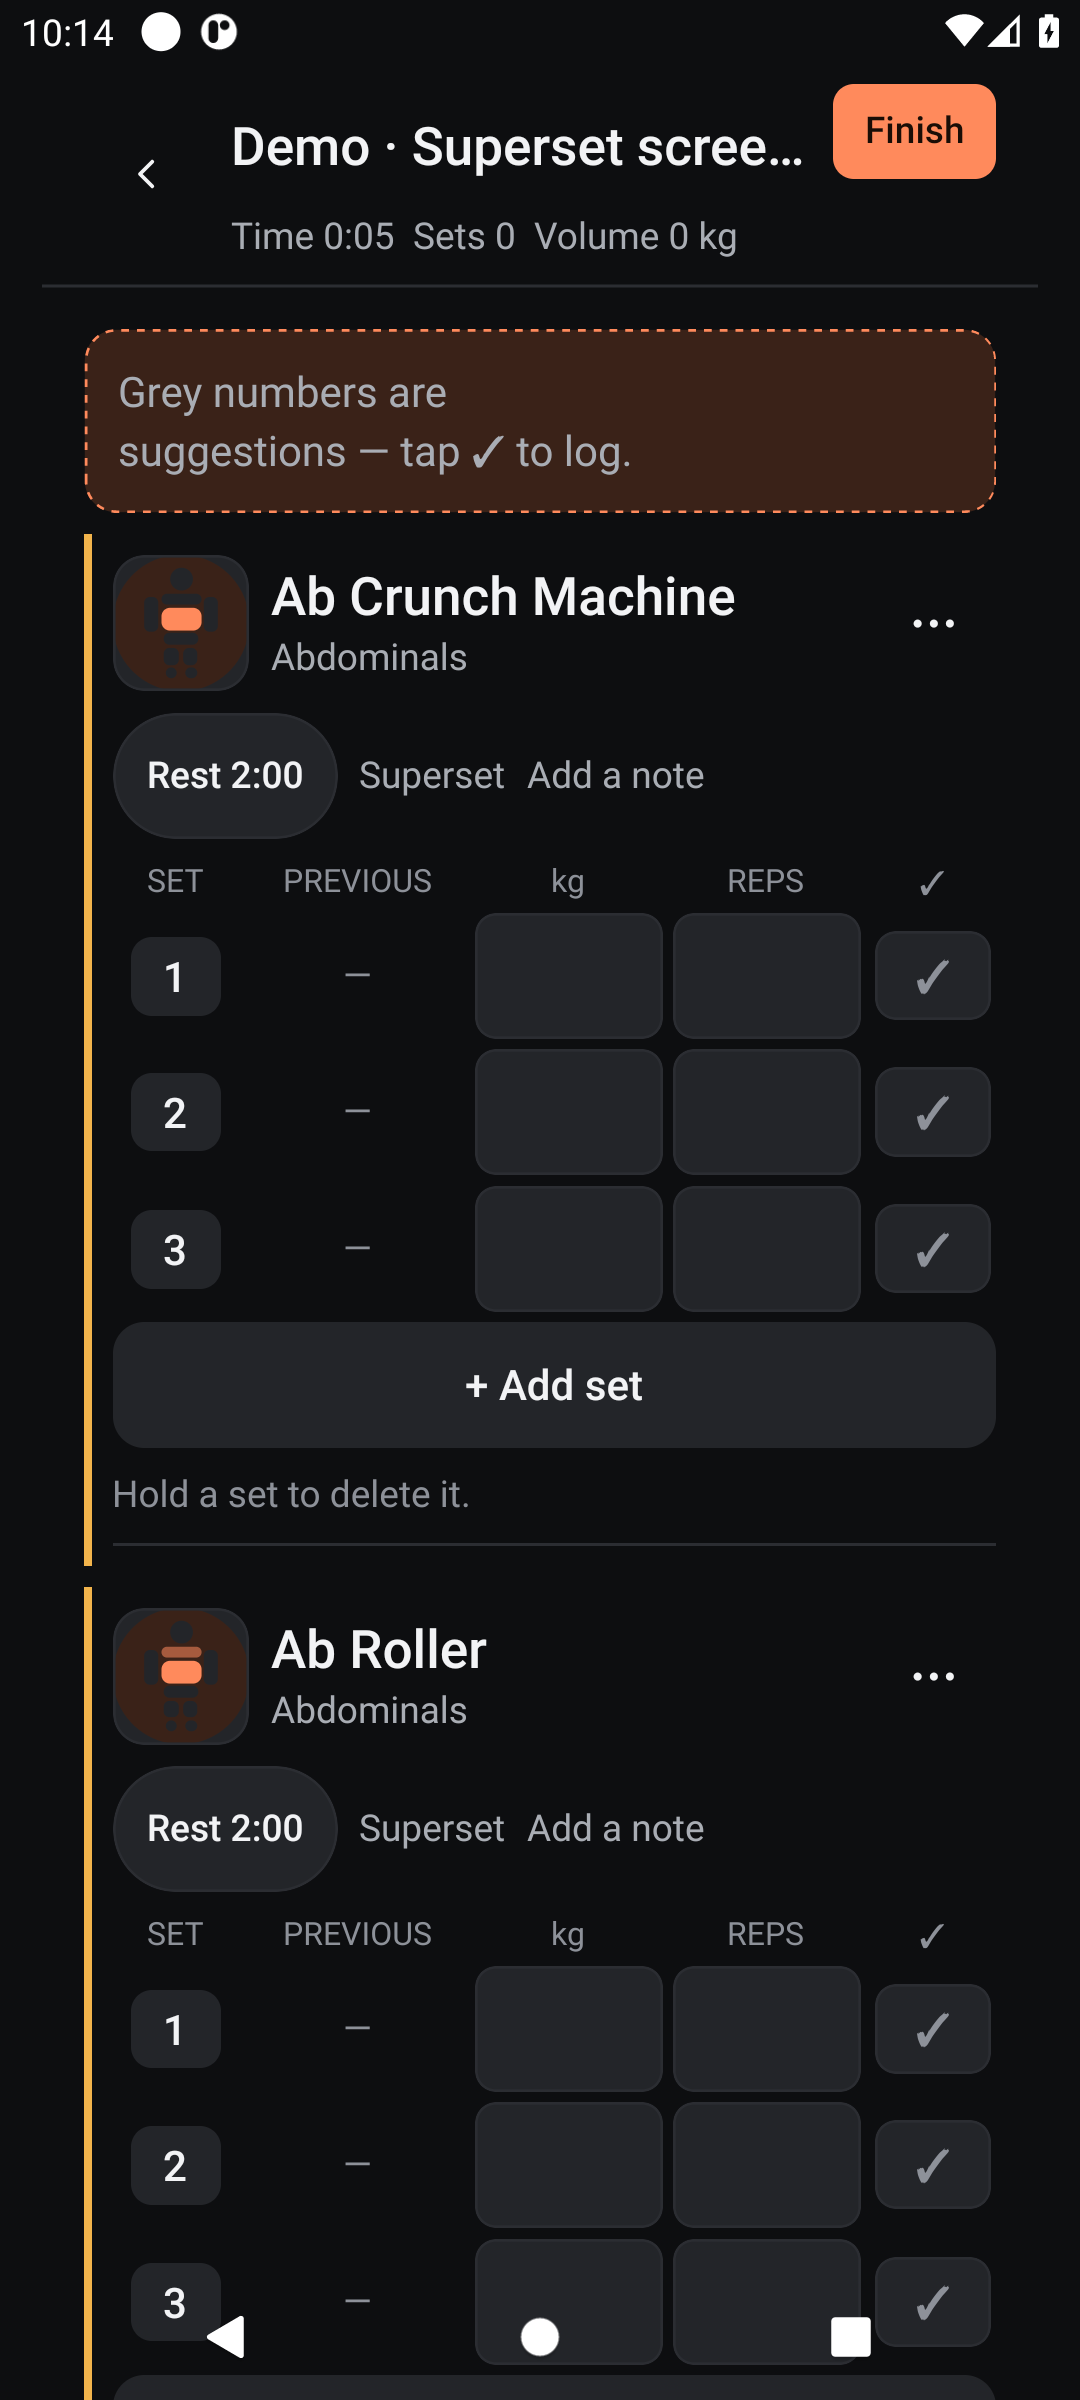 10:14
Demo · Superset scree...
Finish
Time 0:05 Sets 0 Volume 0 kg
Grey numbers are
suggestions — tap ✓ to log.
Ab Crunch Machine
Abdominals
Rest 2:00 Superset Add a note
SET PREVIOUS kg REPS ✓
1 — ✓
2 — ✓
3 — ✓
+ Add set
Hold a set to delete it.
Ab Roller
Abdominals
Rest 2:00 Superset Add a note
SET PREVIOUS kg REPS ✓
1 — ✓
2 — ✓
3 — ✓